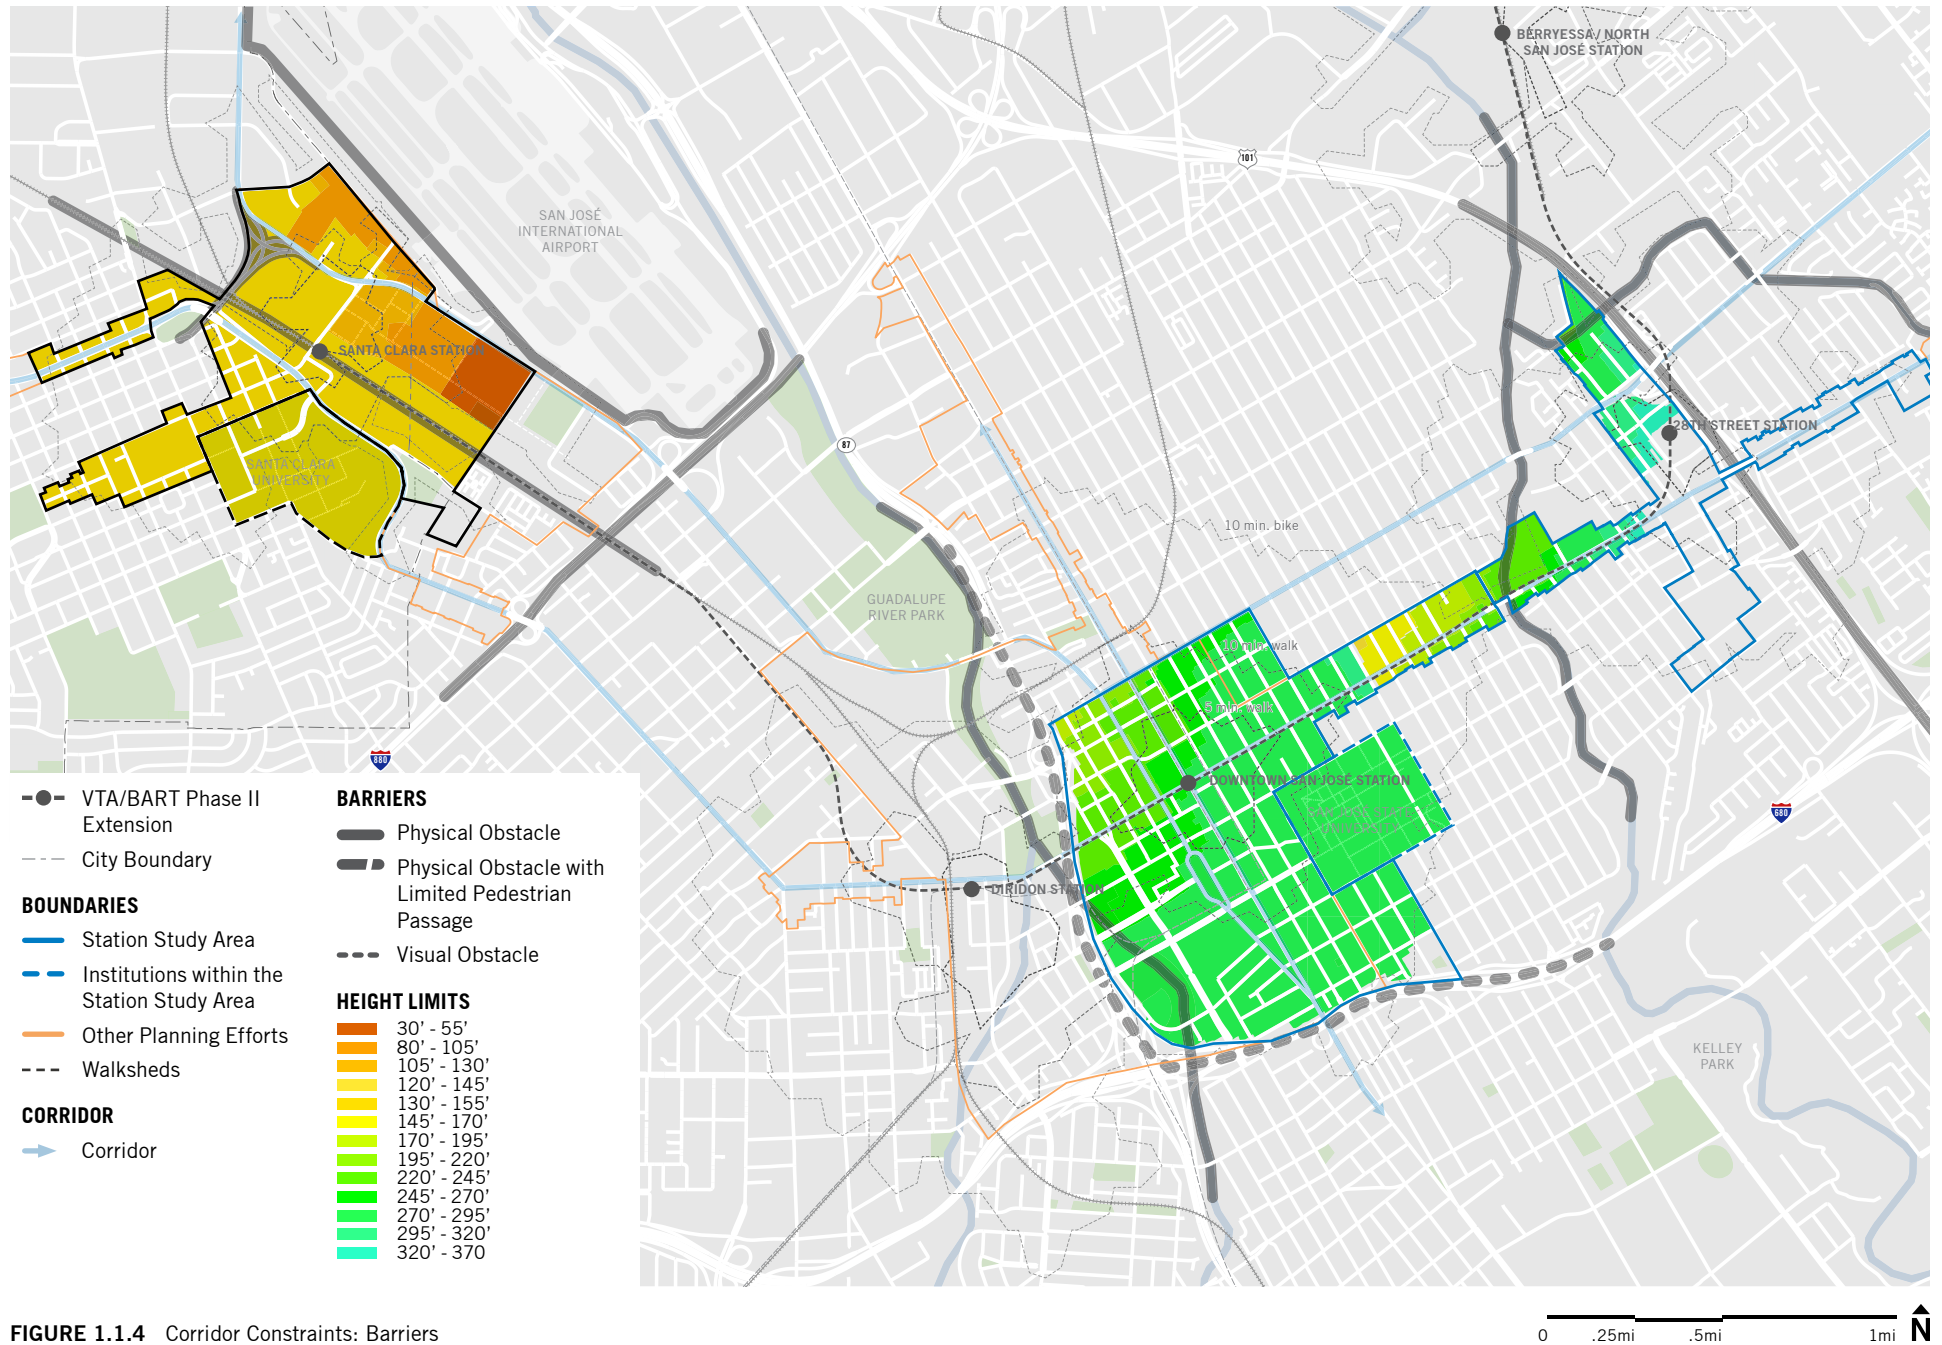 BERRYESSA / NORTH
SAN JOSÉ STATION
101
SAN JOSÉ
INTERNATIONAL
AIRPORT
SANTA CLARA STATION
28TH STREET STATION
87
SANTA CLARA
UNIVERSITY
10 min. bike
GUADALUPE
RIVER PARK
10 min. walk
5 min. walk
880
DOWNTOWN SAN JOSÉ STATION
SAN JOSE STATE
UNIVERSITY
680
DIRIDON STATION
KELLEY
PARK
VTA/BART Phase II
Extension
City Boundary
BOUNDARIES
Station Study Area
Institutions within the
Station Study Area
Other Planning Efforts
Walksheds
CORRIDOR
Corridor
BARRIERS
Physical Obstacle
Physical Obstacle with
Limited Pedestrian
Passage
Visual Obstacle
HEIGHT LIMITS
30’ - 55’
80’ - 105’
105’ - 130’
120’ - 145’
130’ - 155’
145’ - 170’
170’ - 195’
195’ - 220’
220’ - 245’
245’ - 270’
270’ - 295’
295’ - 320’
320’ - 370
FIGURE 1.1.4 Corridor Constraints: Barriers
0 .25mi .5mi 1mi
N